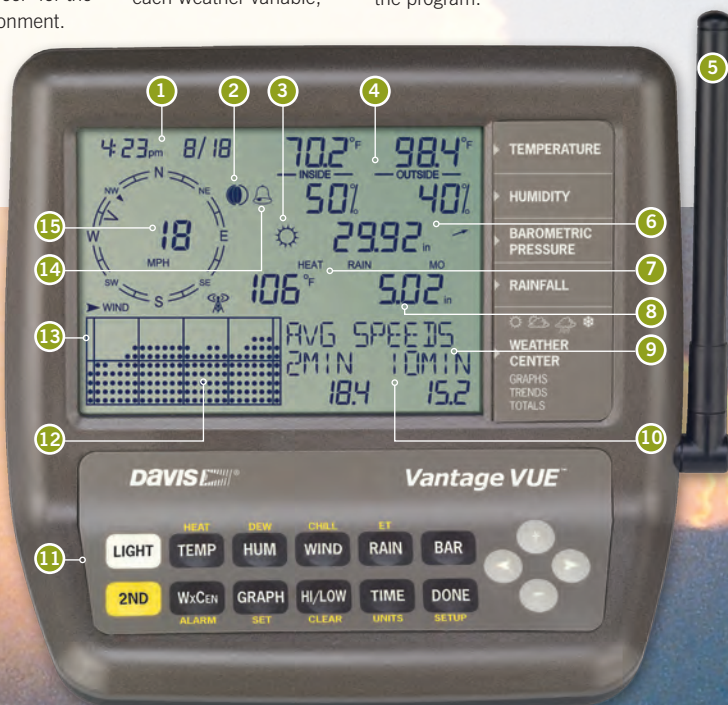 each weather variable,
the program.
onment.
1
2
3
4
5
4:23pm 8/18
70.2°F
98.4°F
INSIDE
OUTSIDE
50%
40%
N
NE
E
SE
S
SW
W
NW
18
MPH
29.92 in
HEAT
RAIN
MO
106°F
5.02 in
WIND
AVG SPEEDS
2MIN 10MIN
18.4 15.2
TEMPERATURE
HUMIDITY
BAROMETRIC
PRESSURE
RAINFALL
WEATHER
CENTER
GRAPHS
TRENDS
TOTALS
6
7
8
9
10
15
14
13
12
11
DAVIS®
Vantage VUE™
HEAT DEW CHILL ET
LIGHT TEMP HUM WIND RAIN BAR
2ND WxCEN GRAPH HI/LOW TIME DONE
ALARM SET CLEAR UNITS SETUP